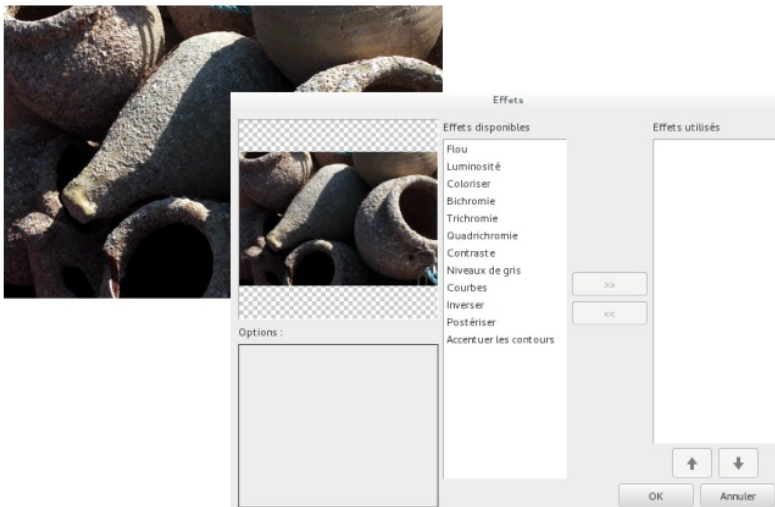 Effets
Effets disponibles
Effets utilisés
Flou
Luminosité
Coloriser
Bichromie
Trichromie
Quadrichromie
Contraste
Niveaux de gris
Courbes
Inverser
Postériser
Accentuer les contours
>>
<<
Options :
OK
Annuler